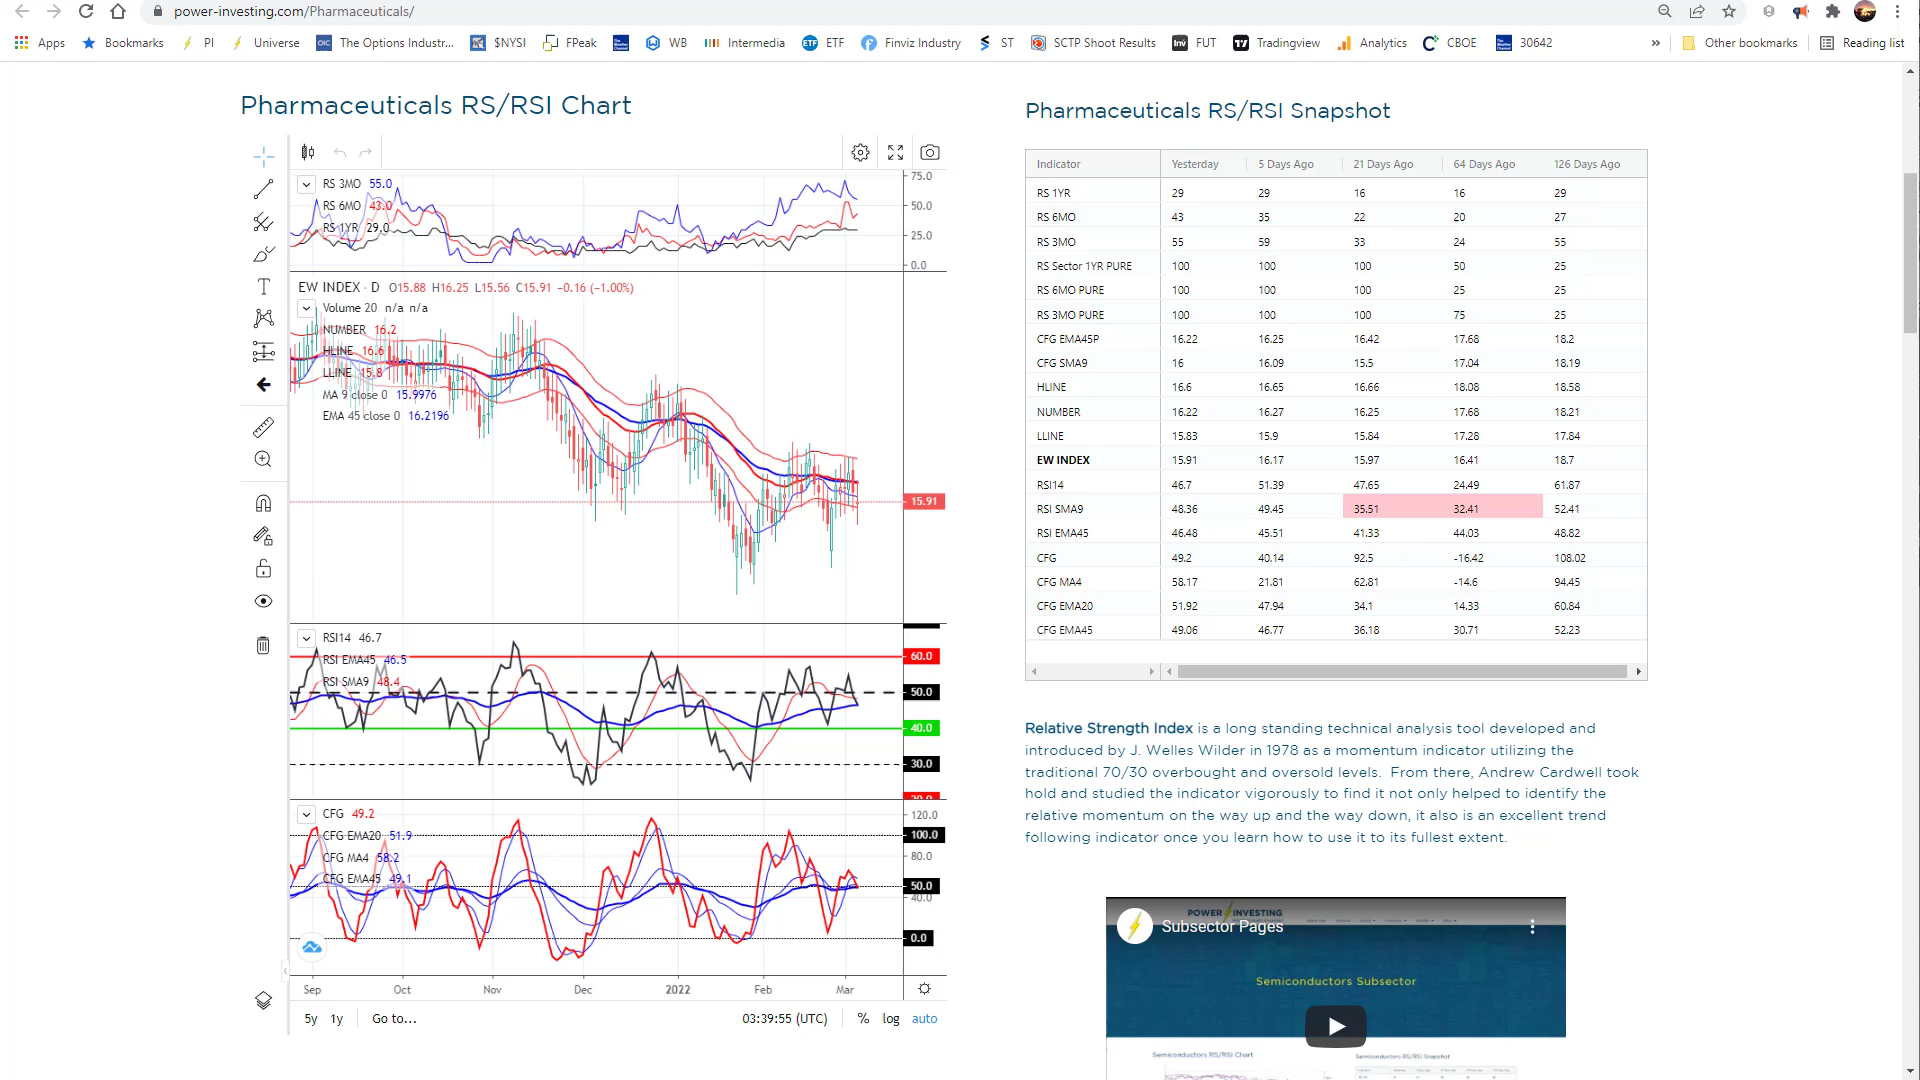 power-investing.com/Pharmaceuticals/
Apps Bookmarks PI Universe OIC The Options Industr... $NYSI FPeak WB Intermedia ETF ETF Finviz Industry ST SCTP Shoot Results Inv FUT Tradingview Analytics CBOE 30642 » Other bookmarks Reading list
Pharmaceuticals RS/RSI Chart
RS 3MO 55.0
RS 6MO 43.0
RS 1YR 29.0
75.0
50.0
25.0
0.0
EW INDEX · D O15.88 H16.25 L15.56 C15.91 −0.16 (−1.00%)
Volume 20 n/a n/a
NUMBER 16.2
HLINE 16.6
LLINE 15.8
MA 9 close 0 15.9976
EMA 45 close 0 16.2196
15.91
RSI14 46.7
RSI EMA45 46.5
RSI SMA9 48.4
60.0
50.0
40.0
30.0
CFG 49.2
CFG EMA20 51.9
CFG MA4 58.2
CFG EMA45 49.1
120.0
100.0
80.0
50.0
40.0
0.0
Sep Oct Nov Dec 2022 Feb Mar
5y 1y Go to... 03:39:55 (UTC) % log auto
Pharmaceuticals RS/RSI Snapshot
Indicator Yesterday 5 Days Ago 21 Days Ago 64 Days Ago 126 Days Ago
RS 1YR 29 29 16 16 29
RS 6MO 43 35 22 20 27
RS 3MO 55 59 33 24 55
RS Sector 1YR PURE 100 100 100 50 25
RS 6MO PURE 100 100 100 25 25
RS 3MO PURE 100 100 100 75 25
CFG EMA45P 16.22 16.25 16.42 17.68 18.2
CFG SMA9 16 16.09 15.5 17.04 18.19
HLINE 16.6 16.65 16.66 18.08 18.58
NUMBER 16.22 16.27 16.25 17.68 18.21
LLINE 15.83 15.9 15.84 17.28 17.84
EW INDEX 15.91 16.17 15.97 16.41 18.7
RSI14 46.7 51.39 47.65 24.49 61.87
RSI SMA9 48.36 49.45 35.51 32.41 52.41
RSI EMA45 46.48 45.51 41.33 44.03 48.82
CFG 49.2 40.14 92.5 -16.42 108.02
CFG MA4 58.17 21.81 62.81 -14.6 94.45
CFG EMA20 51.92 47.94 34.1 14.33 60.84
CFG EMA45 49.06 46.77 36.18 30.71 52.23
Relative Strength Index is a long standing technical analysis tool developed and
introduced by J. Welles Wilder in 1978 as a momentum indicator utilizing the
traditional 70/30 overbought and oversold levels. From there, Andrew Cardwell took
hold and studied the indicator vigorously to find it not only helped to identify the
relative momentum on the way up and the way down, it also is an excellent trend
following indicator once you learn how to use it to its fullest extent.
POWER INVESTING
Subsector Pages
Semiconductors Subsector
Semiconductors RS/RSI Chart
Semiconductors RS/RSI Snapshot